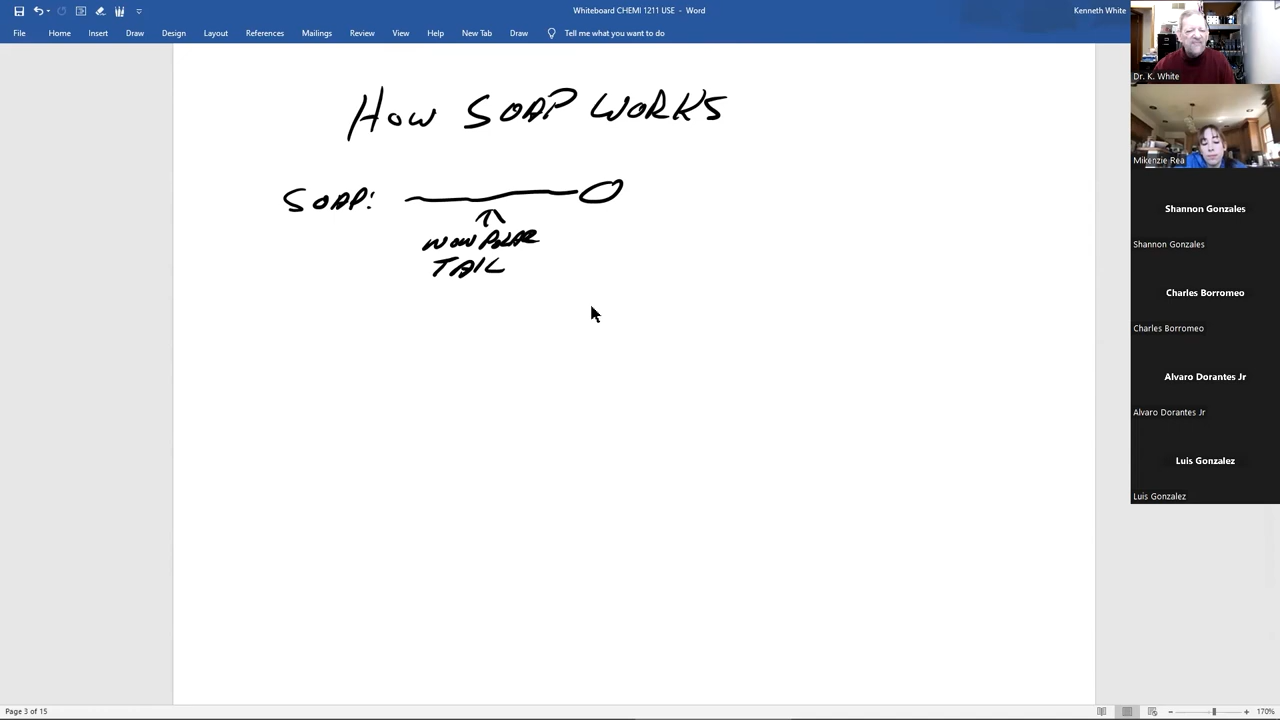 Whiteboard CHEMI 1211 USE - Word
Kenneth White
File Home Insert Draw Design Layout References Mailings Review View Help New Tab Draw Tell me what you want to do
HOW SOAP WORKS
SOAP:
NONPOLAR
TAIL
Dr. K. White
Mikenzie Rea
Shannon Gonzales
Shannon Gonzales
Charles Borromeo
Charles Borromeo
Alvaro Dorantes Jr
Alvaro Dorantes Jr
Luis Gonzalez
Luis Gonzalez
Page 3 of 15
170%